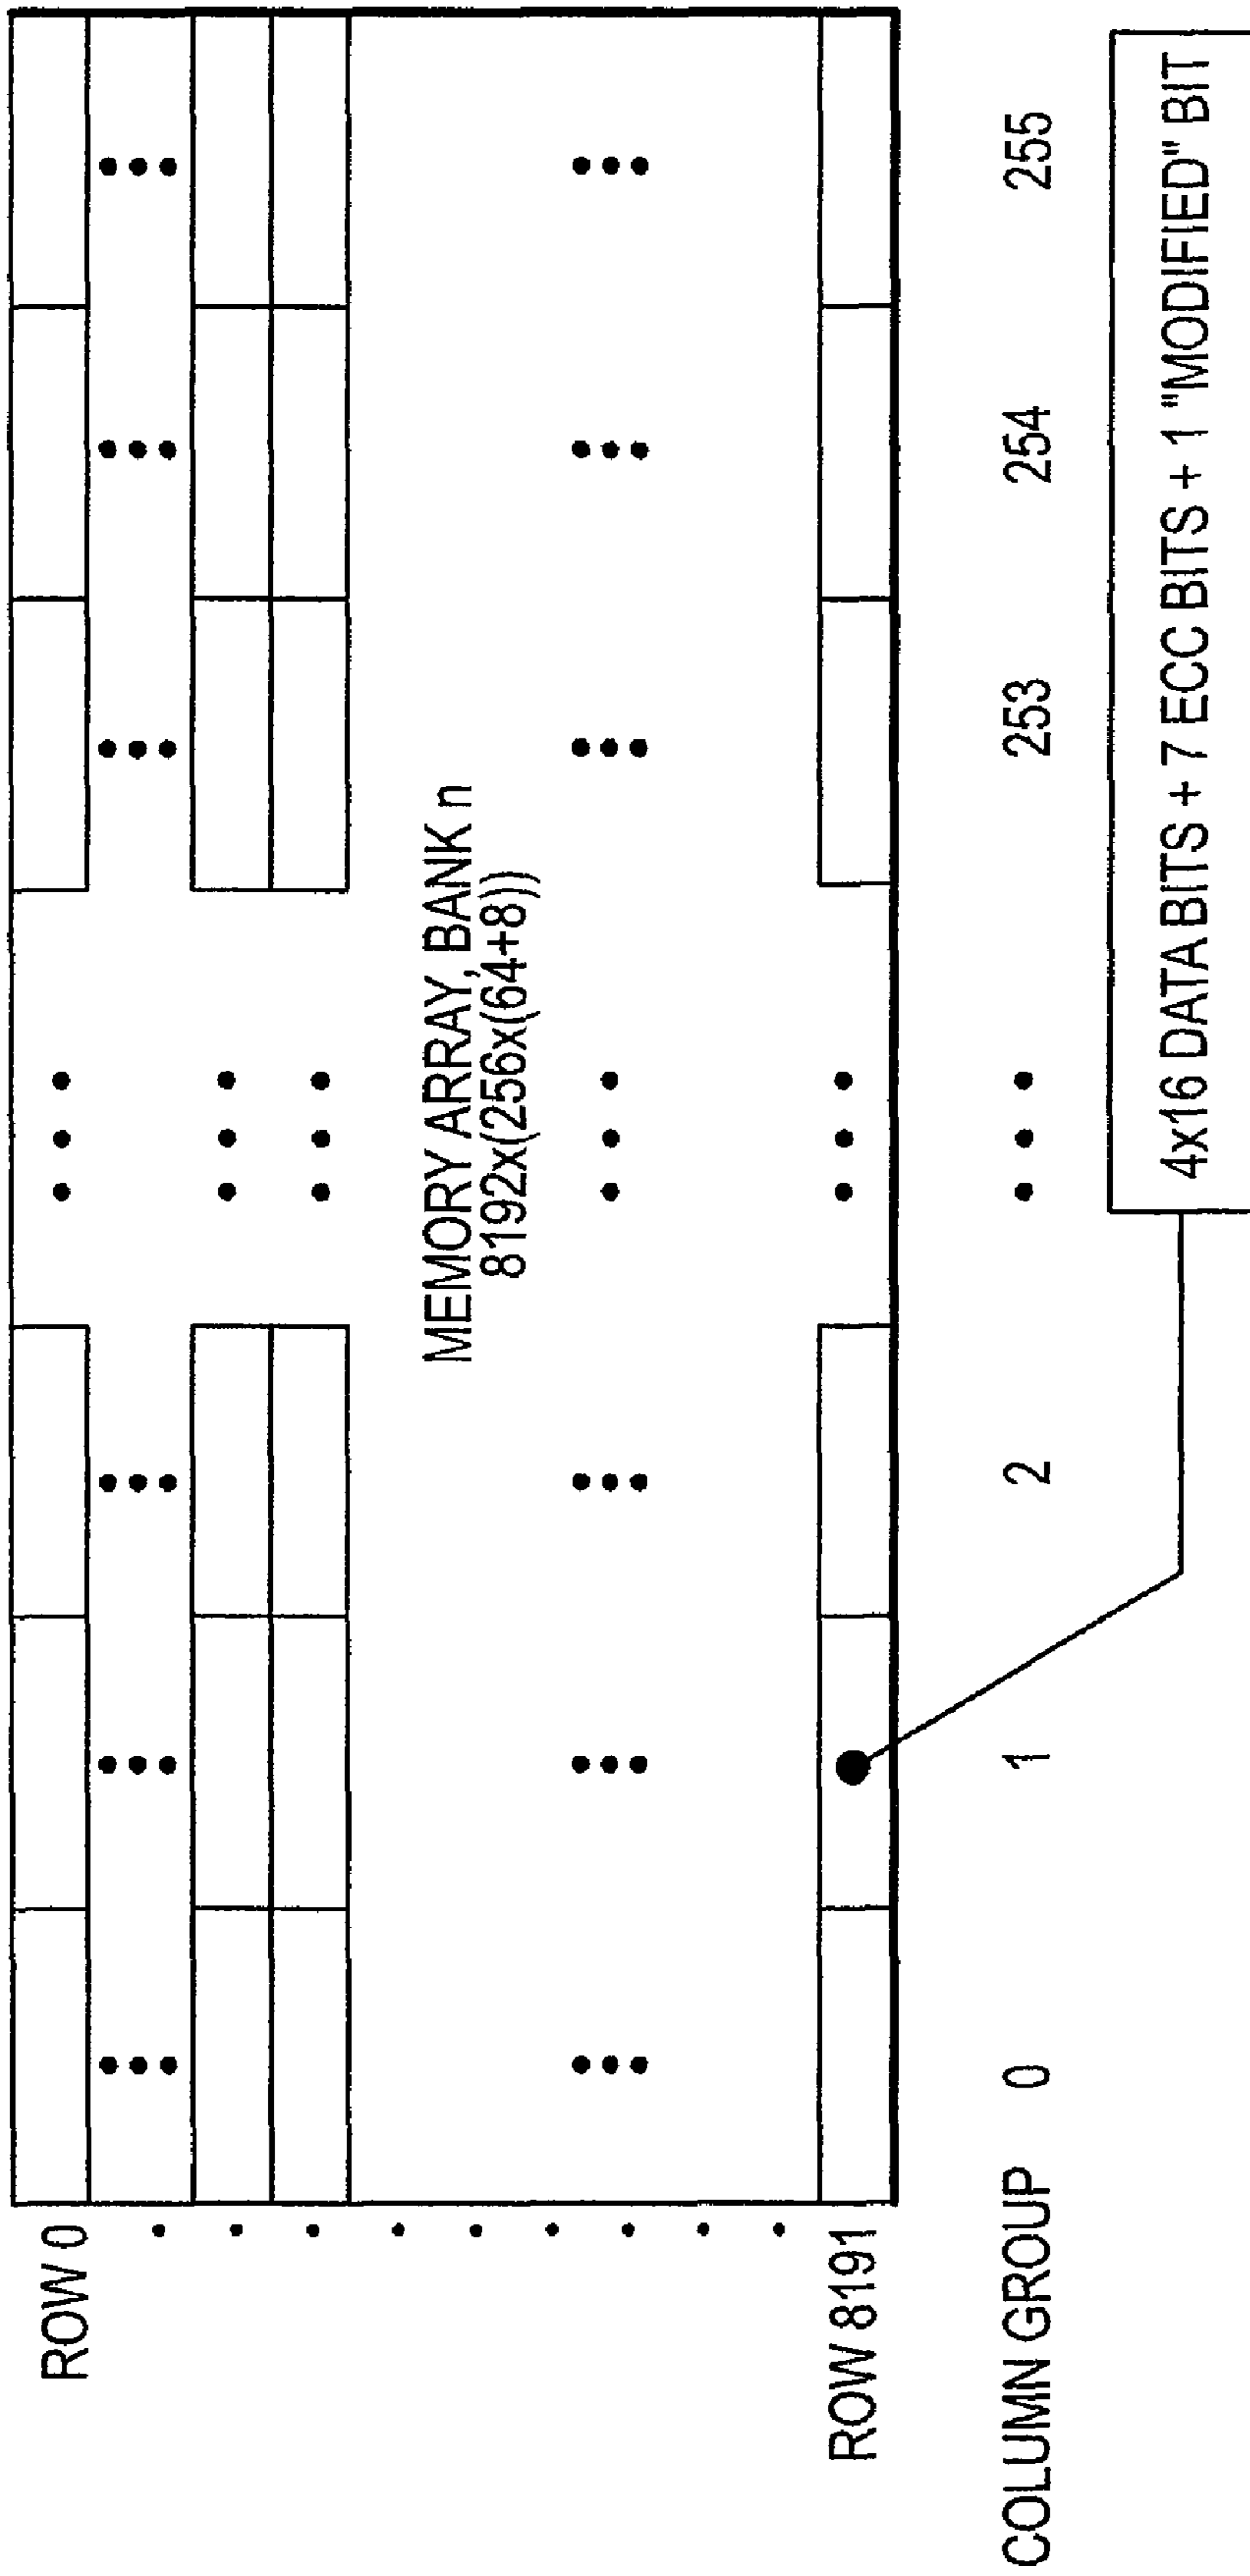 ROW 0
MEMORY ARRAY, BANK n
8192x(256x(64+8))
ROW 8191
COLUMN GROUP 0 1 2 253 254 255
4x16 DATA BITS + 7 ECC BITS + 1 "MODIFIED" BIT